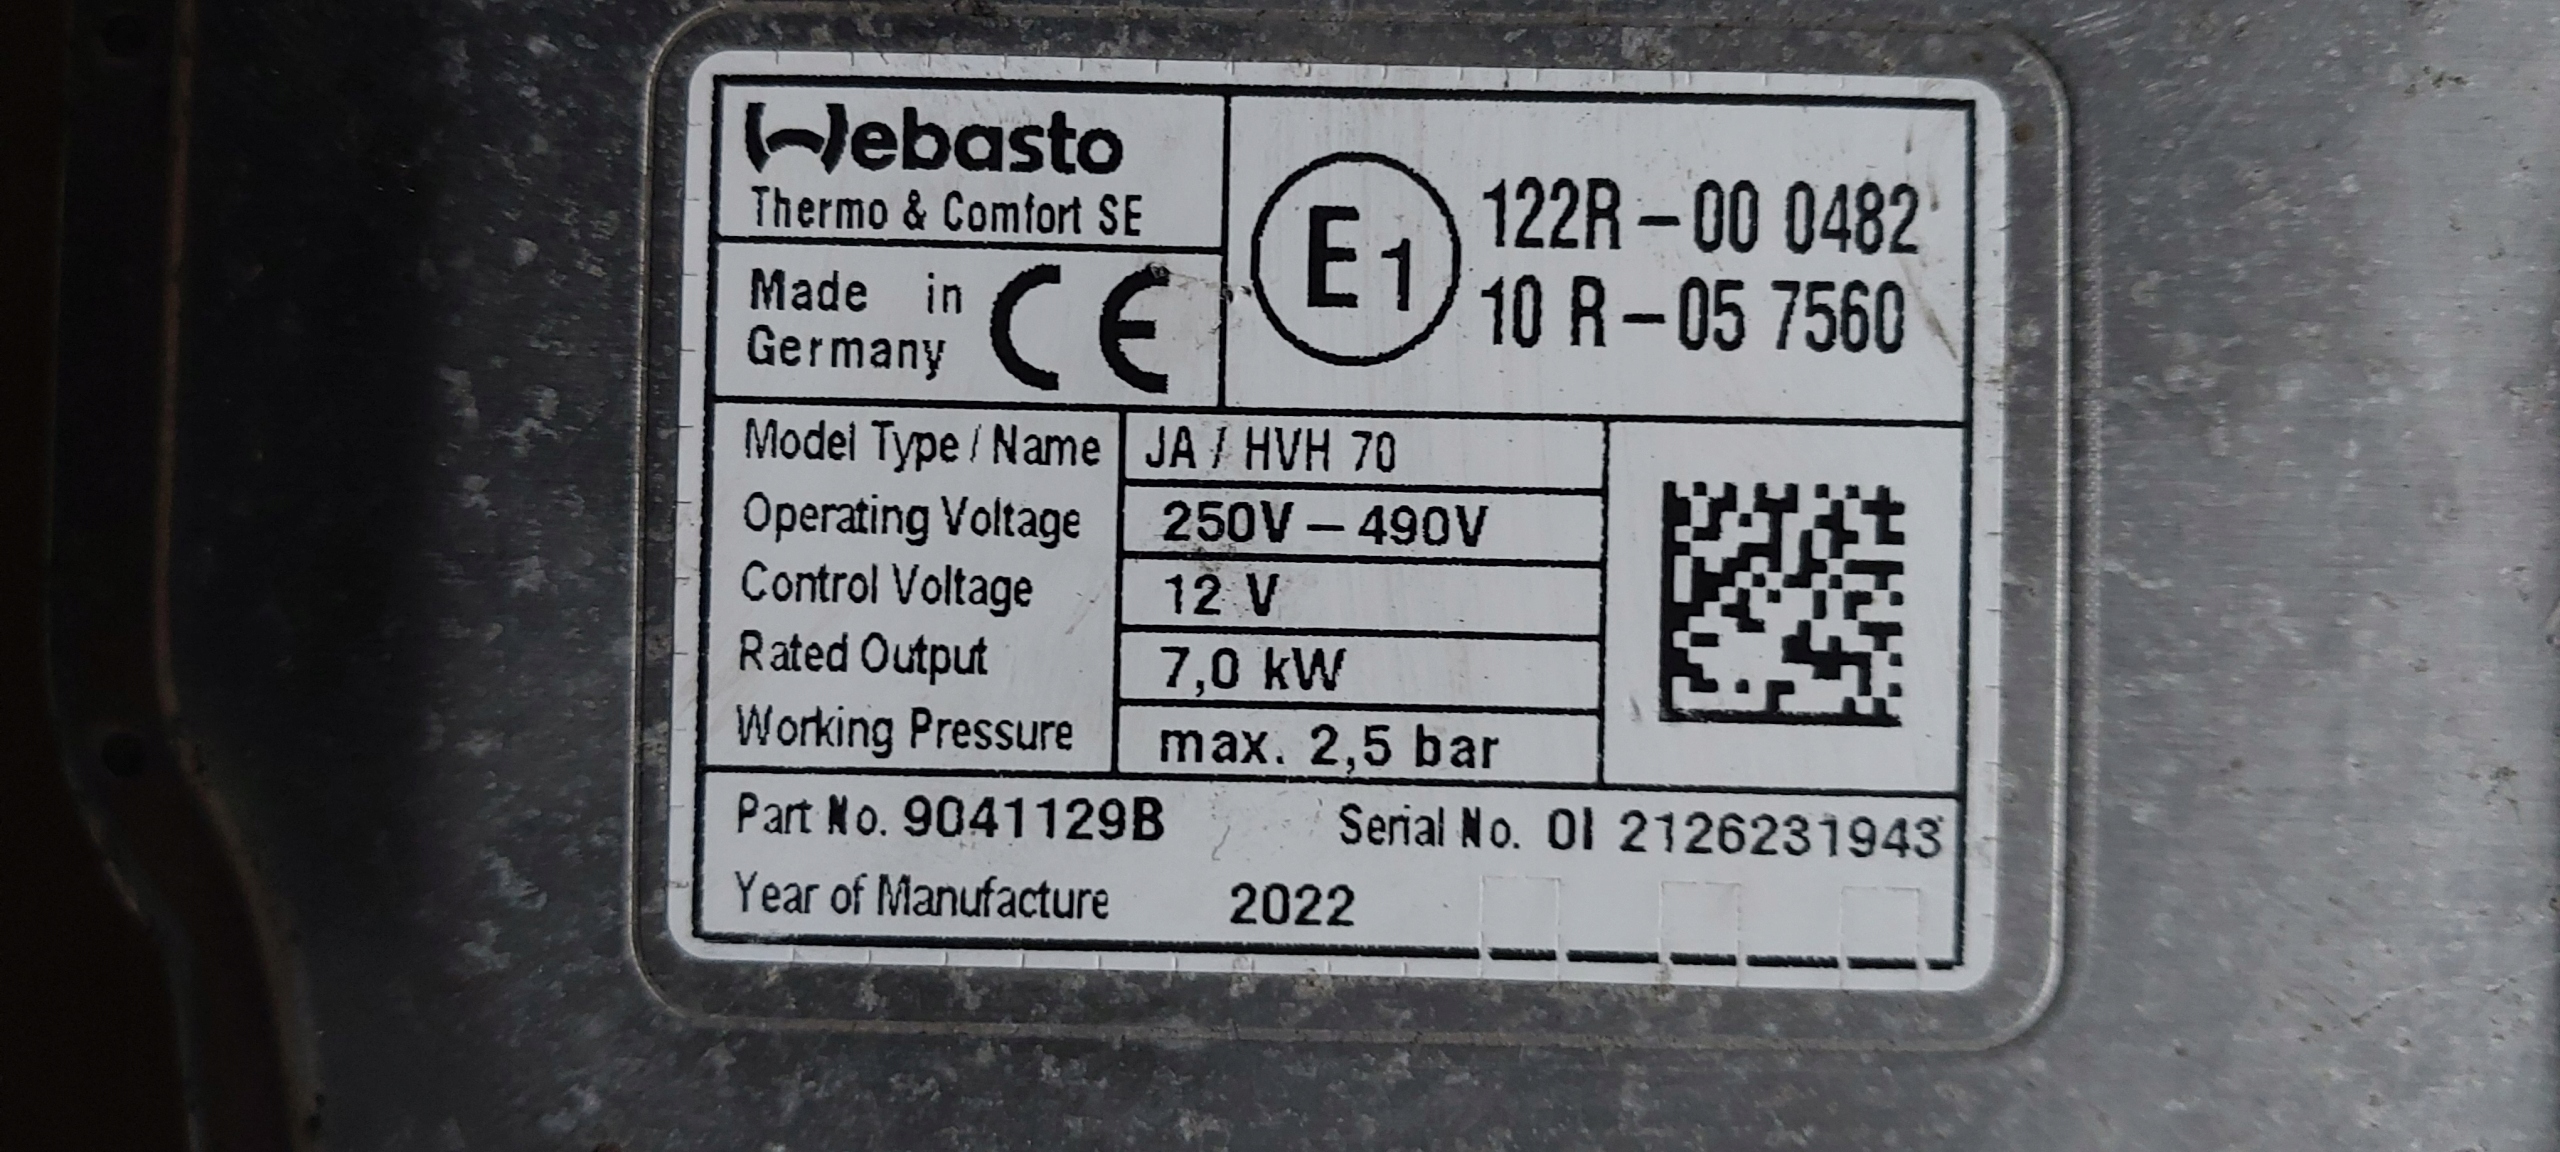 Webasto
Thermo & Comfort SE
Made in
Germany
CE
E1
122R – 00 0482
10 R – 05 7560
Model Type / Name JA / HVH 70
Operating Voltage 250V – 490V
Control Voltage 12 V
Rated Output 7,0 kW
Working Pressure max. 2,5 bar
Part No. 9041129B Serial No. 0I 2126231943
Year of Manufacture 2022